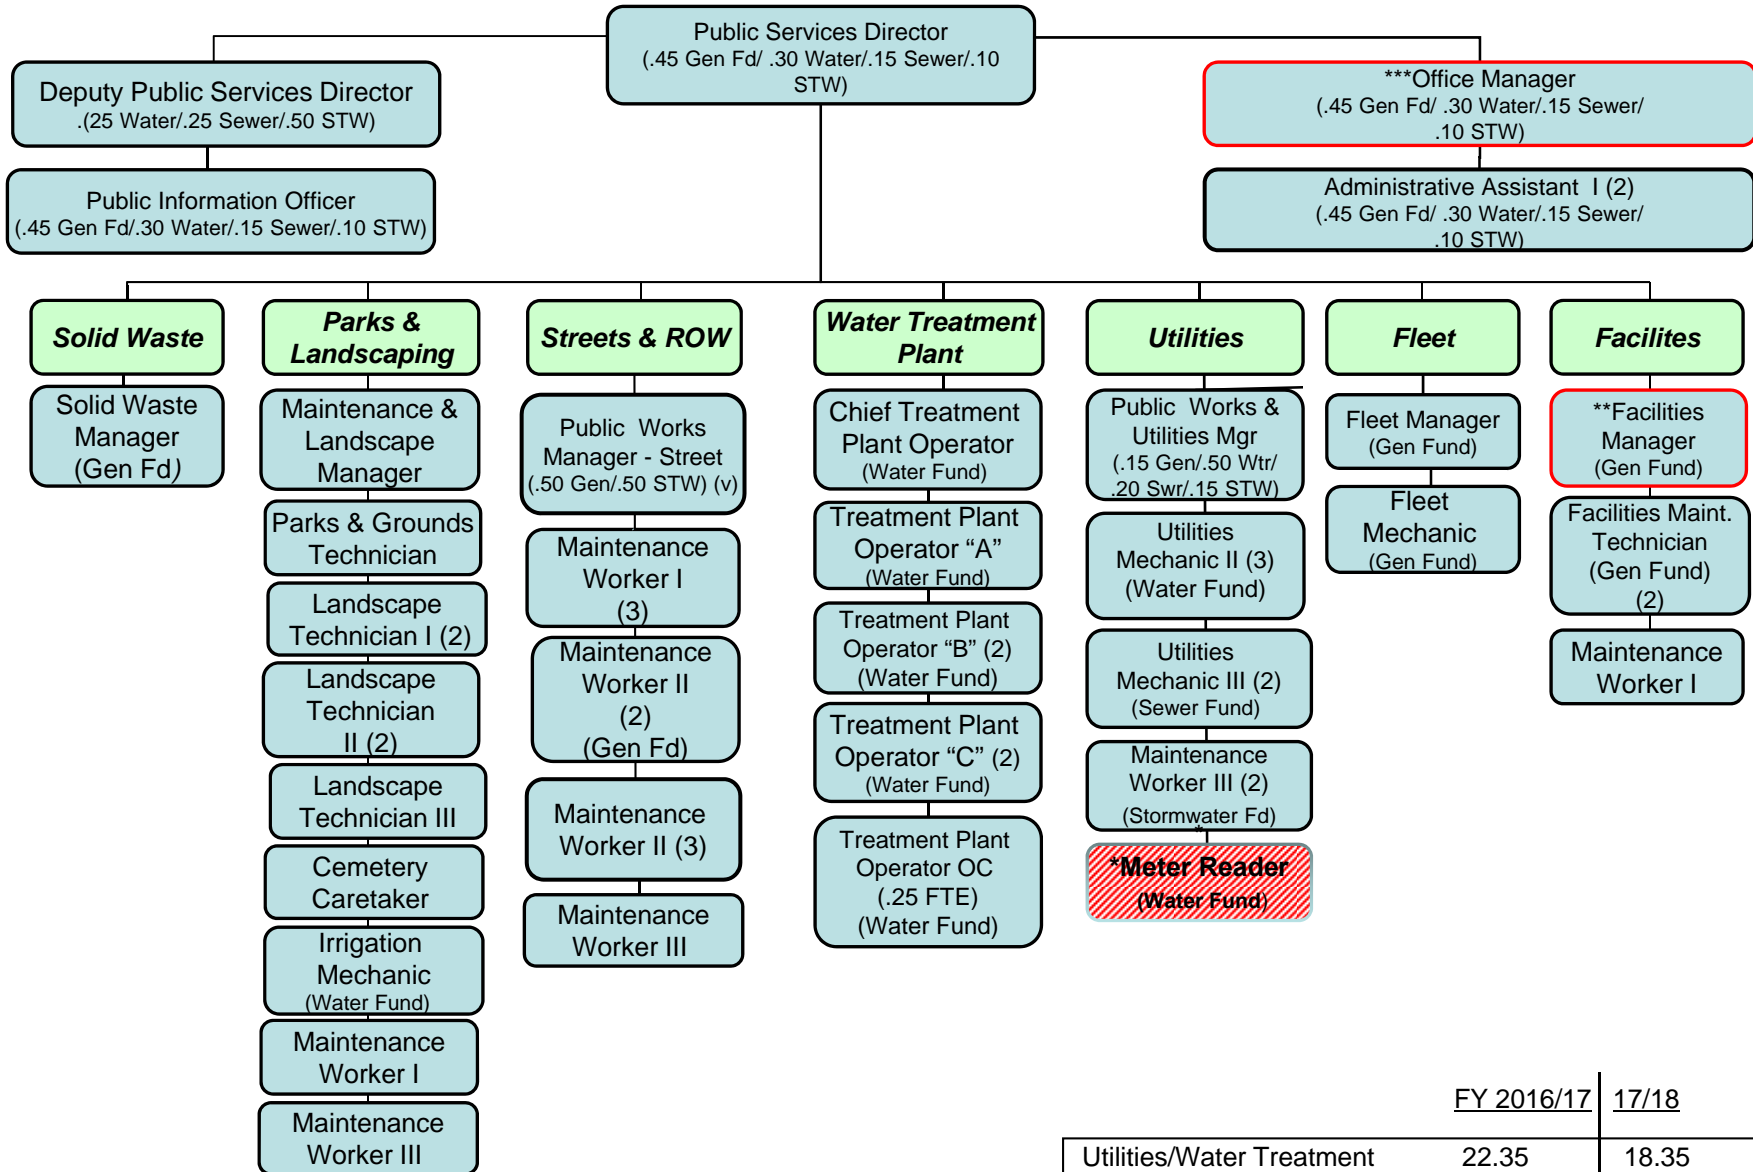 Public Services Director
(.45 Gen Fd/ .30 Water/.15 Sewer/.10
STW)
Deputy Public Services Director
.(25 Water/.25 Sewer/.50 STW)
Public Information Officer
(.45 Gen Fd/.30 Water/.15 Sewer/.10 STW)
***Office Manager
(.45 Gen Fd/ .30 Water/.15 Sewer/
.10 STW)
Administrative Assistant I (2)
(.45 Gen Fd/ .30 Water/.15 Sewer/
.10 STW)
Solid Waste
Solid Waste
Manager
(Gen Fd)
Parks &
Landscaping
Maintenance &
Landscape
Manager
Parks & Grounds
Technician
Landscape
Technician I (2)
Landscape
Technician
II (2)
Landscape
Technician III
Cemetery
Caretaker
Irrigation
Mechanic
(Water Fund)
Maintenance
Worker I
Maintenance
Worker III
Streets & ROW
Public Works
Manager - Street
(.50 Gen/.50 STW) (v)
Maintenance
Worker I
(3)
Maintenance
Worker II
(2)
(Gen Fd)
Maintenance
Worker II (3)
Maintenance
Worker III
Water Treatment
Plant
Chief Treatment
Plant Operator
(Water Fund)
Treatment Plant
Operator “A”
(Water Fund)
Treatment Plant
Operator “B” (2)
(Water Fund)
Treatment Plant
Operator “C” (2)
(Water Fund)
Treatment Plant
Operator OC
(.25 FTE)
(Water Fund)
Utilities
Public Works &
Utilities Mgr
(.15 Gen/.50 Wtr/
.20 Swr/.15 STW)
Utilities
Mechanic II (3)
(Water Fund)
Utilities
Mechanic III (2)
(Sewer Fund)
Maintenance
Worker III (2)
(Stormwater Fd)
*
*Meter Reader
(Water Fund)
Fleet
Fleet Manager
(Gen Fund)
Fleet
Mechanic
(Gen Fund)
Facilites
**Facilities
Manager
(Gen Fund)
Facilities Maint.
Technician
(Gen Fund)
(2)
Maintenance
Worker I
FY 2016/17 17/18
Utilities/Water Treatment 22.35 18.35